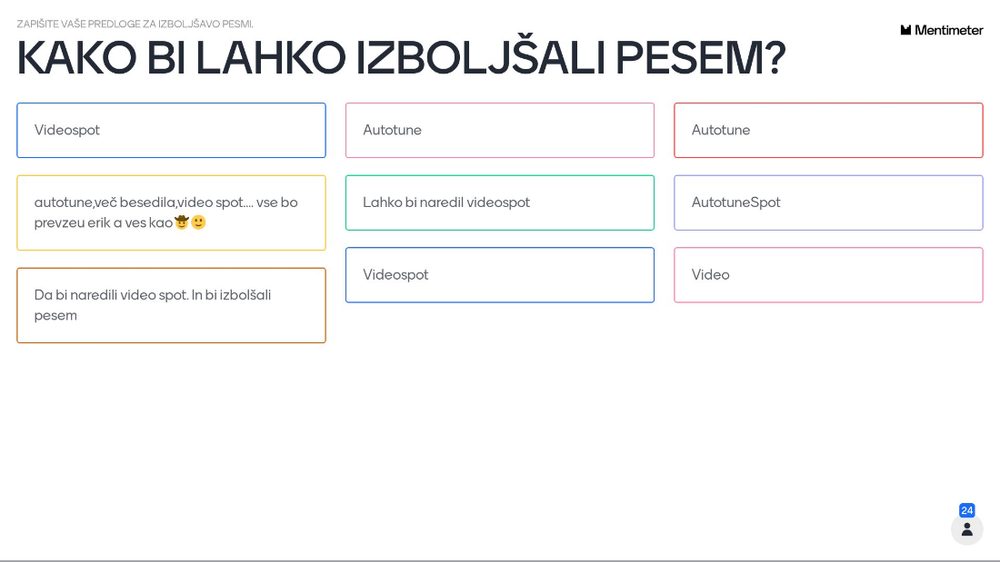 ZAPIŠITE VAŠE PREDLOGE ZA IZBOLJŠAVO PESMI.
KAKO BI LAHKO IZBOLJŠALI PESEM?
Mentimeter
Videospot
autotune,več besedila,video spot.... vse bo
prevzeu erik a ves kao🤠🙂
Da bi naredili video spot. In bi izbolšali
pesem
Autotune
Lahko bi naredil videospot
Videospot
Autotune
AutotuneSpot
Video
24